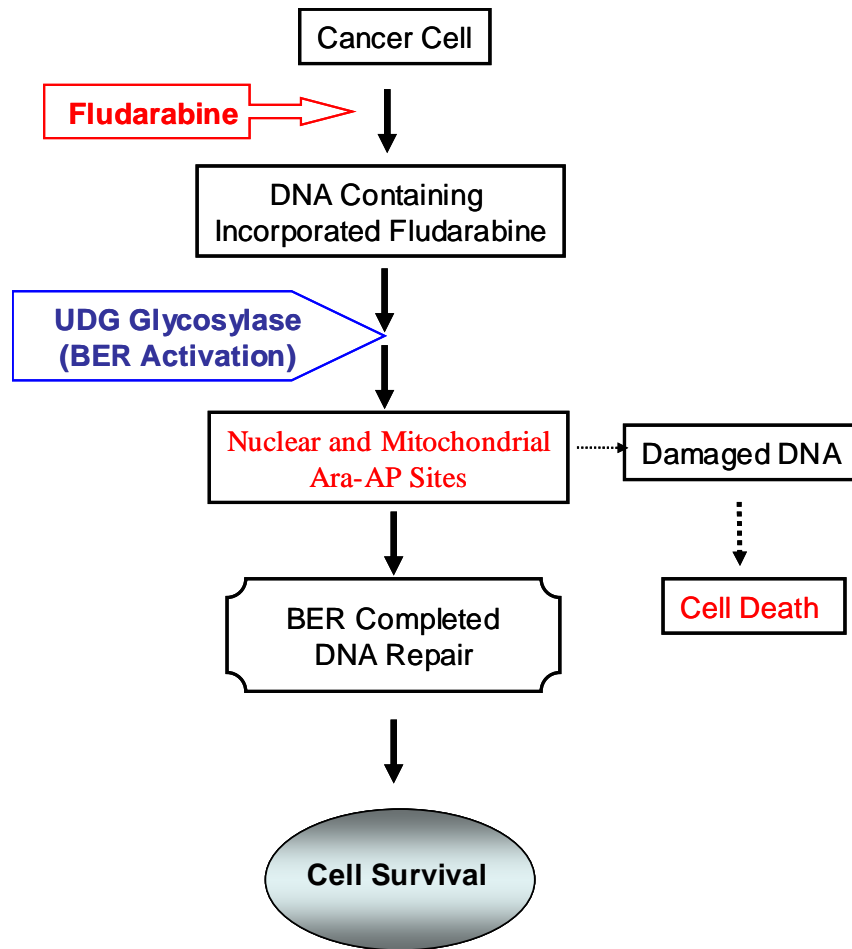 Cancer Cell
Fludarabine
DNA Containing
Incorporated Fludarabine
UDG Glycosylase
(BER Activation)
Nuclear and Mitochondrial
Ara-AP Sites
Damaged DNA
Cell Death
BER Completed
DNA Repair
Cell Survival